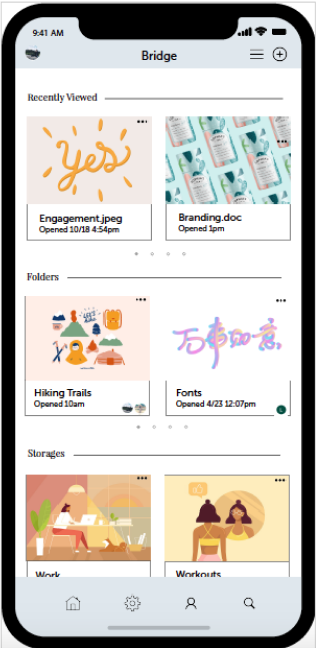 9:41 AM
Bridge
Recently Viewed
yes
Engagement.jpeg
Opened 10/18 4:54pm
Branding.doc
Opened 1pm
Folders
LET'S
Hiking Trails
Opened 10am
万事如意
Fonts
Opened 4/23 12:07pm
L
Storages
Work
Workouts